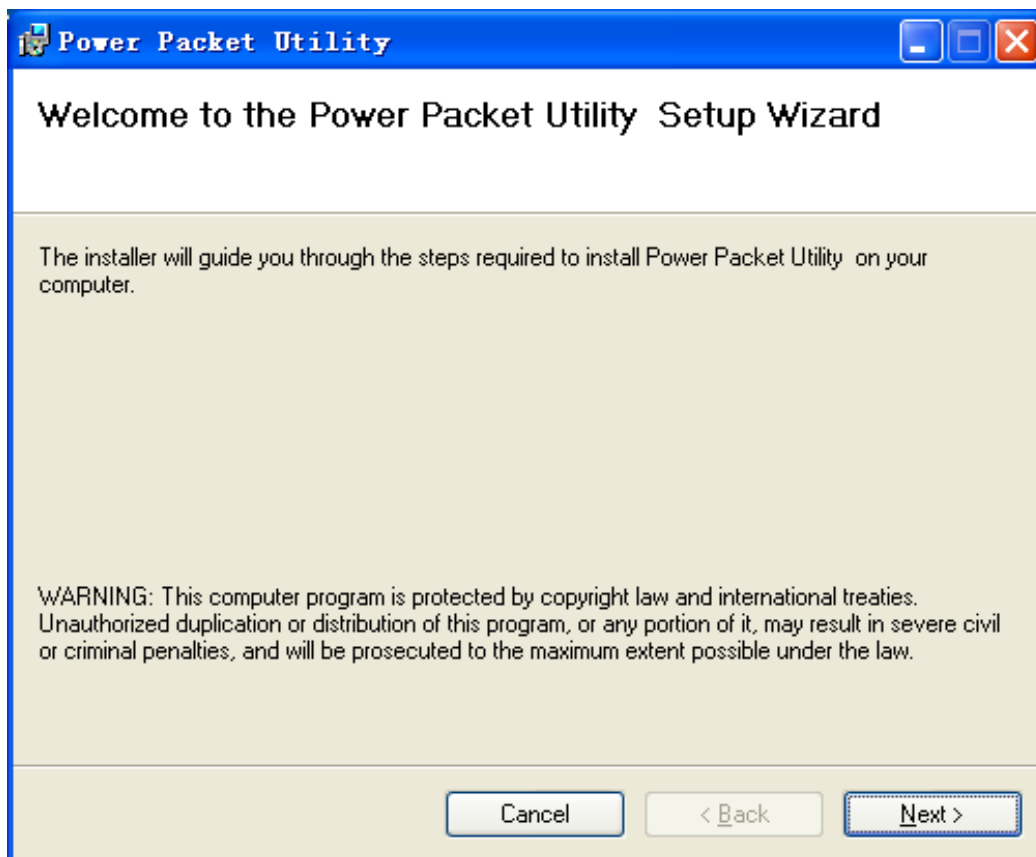 Power Packet Utility
Welcome to the Power Packet Utility  Setup Wizard
The installer will guide you through the steps required to install Power Packet Utility  on your
computer.
WARNING: This computer program is protected by copyright law and international treaties.
Unauthorized duplication or distribution of this program, or any portion of it, may result in severe civil
or criminal penalties, and will be prosecuted to the maximum extent possible under the law.
Cancel
< Back
Next >